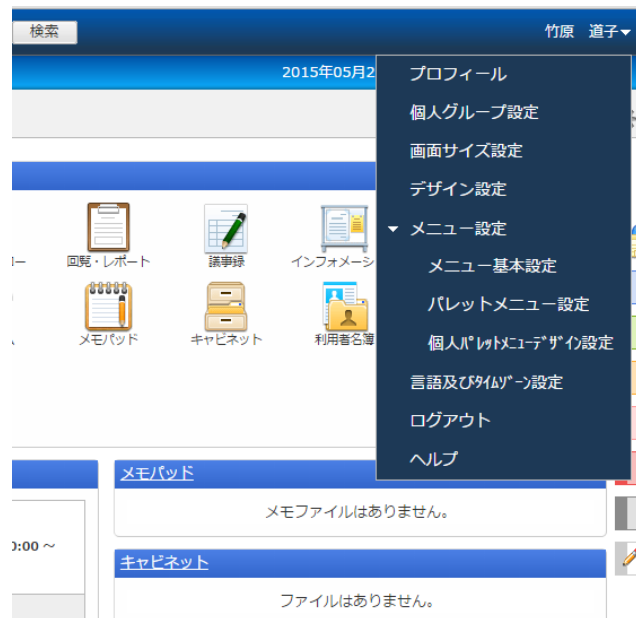 検索
竹原 道子▼
2015年05月2
プロフィール
個人グループ設定
画面サイズ設定
デザイン設定
メニュー設定
メニュー基本設定
パレットメニュー設定
個人ﾊﾟﾚｯﾄﾒﾆｭｰﾃﾞｻﾞｲﾝ設定
言語及びﾀｲﾑｿﾞｰﾝ設定
ログアウト
ヘルプ
回覧・レポート
議事録
インフォメーシ
メモパッド
キャビネット
利用者名簿
メモパッド
メモファイルはありません。
0:00 ～
キャビネット
ファイルはありません。